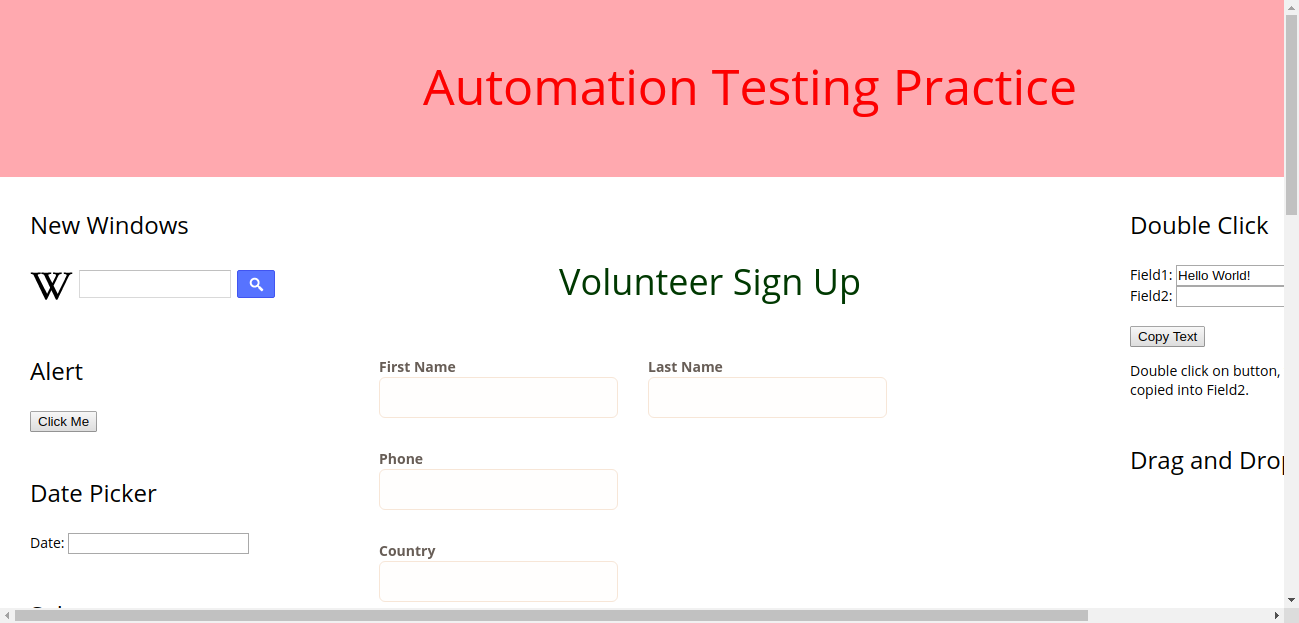 Automation Testing Practice
New Windows
W
Alert
Click Me
Date Picker
Date:
Volunteer Sign Up
First Name
Last Name
Phone
Country
Double Click
Field1: Hello World!
Field2:
Copy Text
Double click on button,
copied into Field2.
Drag and Drop